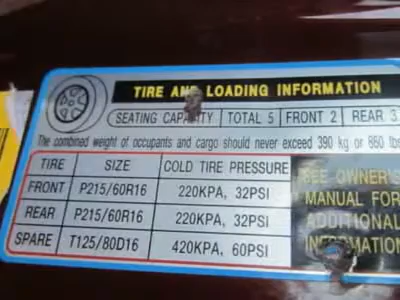 TIRE AND LOADING INFORMATION
SEATING CAPACITY TOTAL 5 FRONT 2 REAR 3
The combined weight of occupants and cargo should never exceed 390 kg or 860 lbs
TIRE SIZE COLD TIRE PRESSURE
FRONT P215/60R16 220KPA, 32PSI
REAR P215/60R16 220KPA, 32PSI
SPARE T125/80D16 420KPA, 60PSI
SEE OWNER'S
MANUAL FOR
ADDITIONAL
INFORMATION